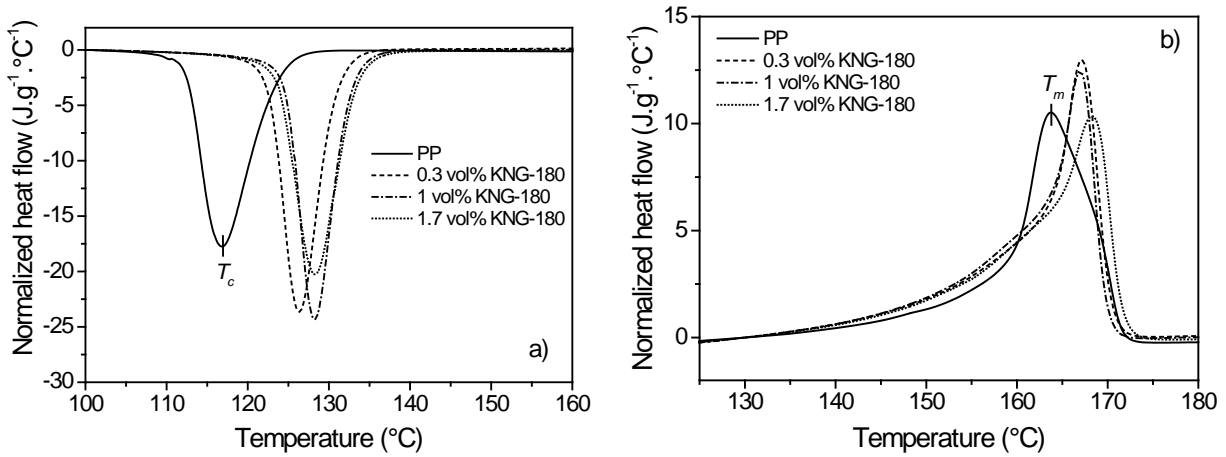 0
-5
-10
-15
-20
-25
-30
Normalized heat flow (J.g⁻¹.°C⁻¹)
PP
0.3 vol% KNG-180
1 vol% KNG-180
1.7 vol% KNG-180
Tc
a)
100 110 120 130 140 150 160
Temperature (°C)
15
10
5
0
Normalized heat flow (J.g⁻¹.°C⁻¹)
PP
0.3 vol% KNG-180
1 vol% KNG-180
1.7 vol% KNG-180
b)
Tm
130 140 150 160 170 180
Temperature (°C)